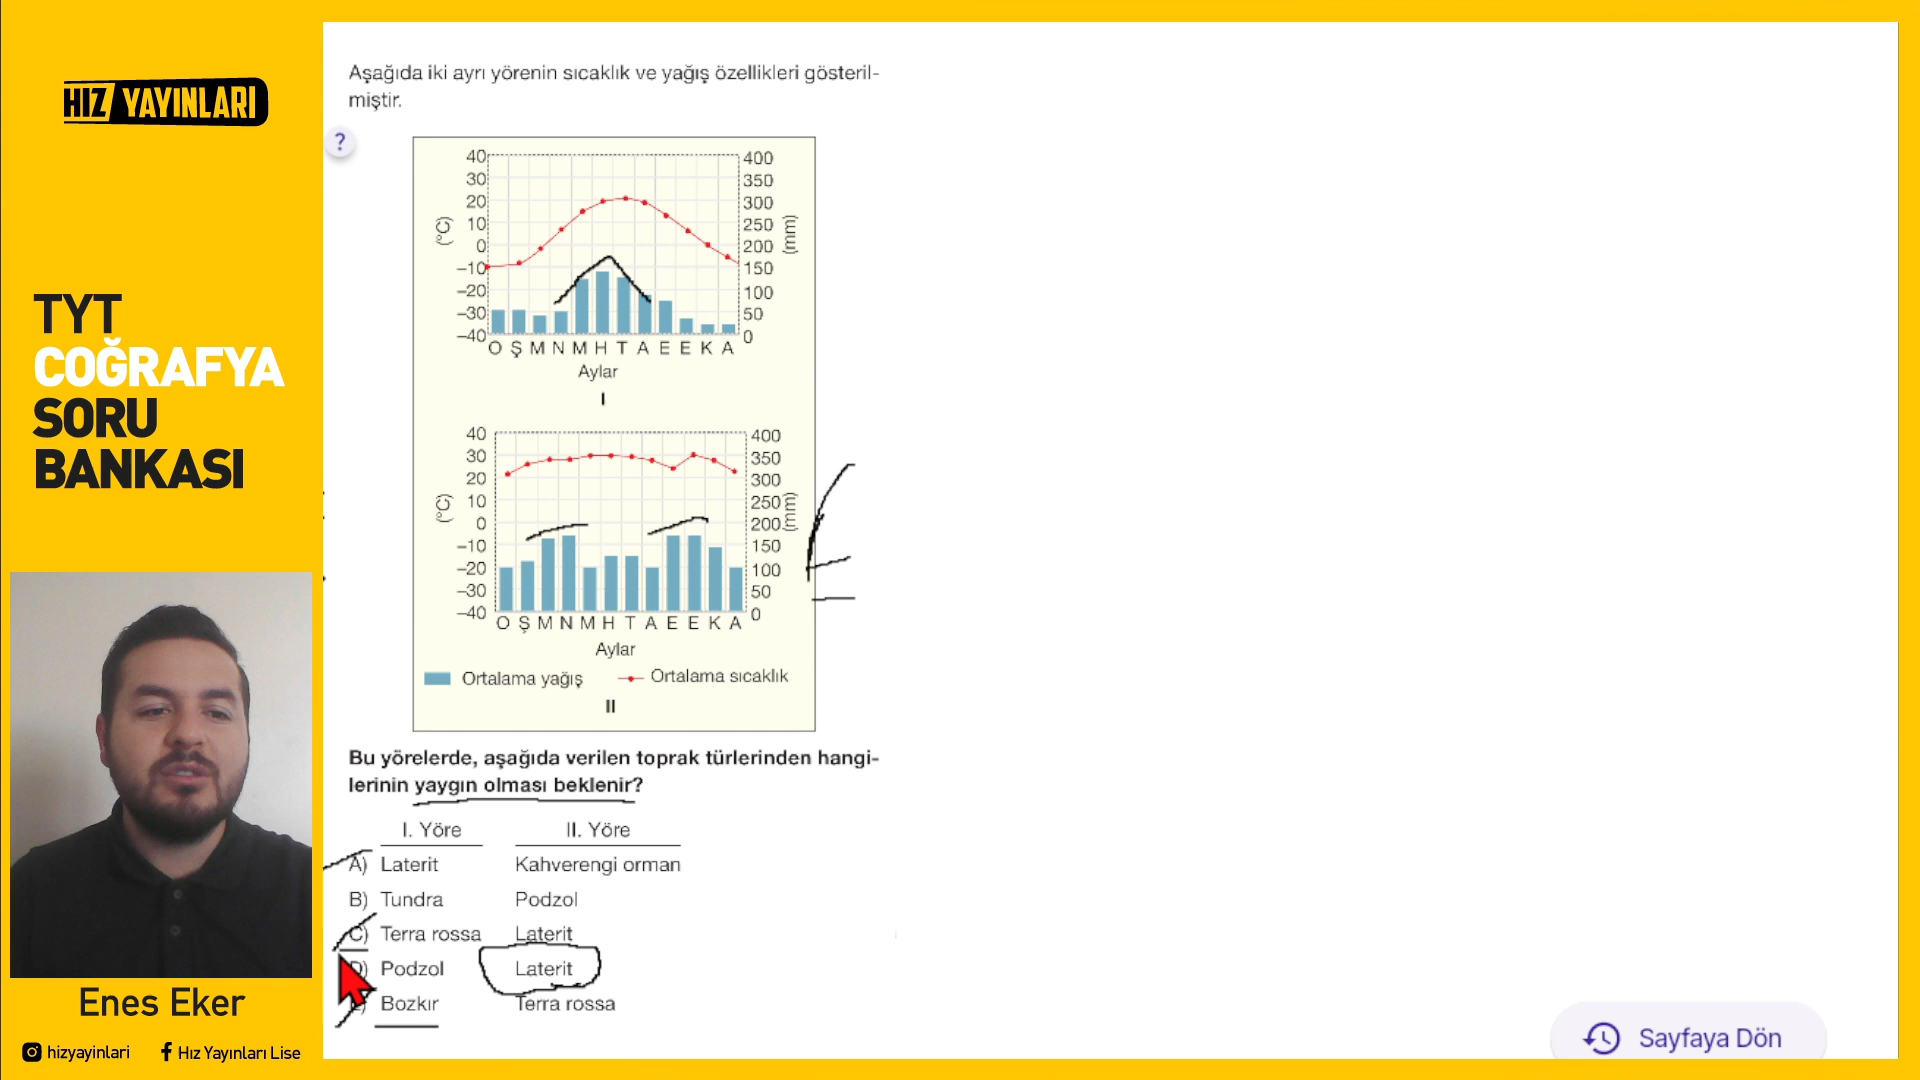 HIZ YAYINLARI
TYT
COĞRAFYA
SORU
BANKASI
Enes Eker
hizyayinlari
Hız Yayınları Lise
Aşağıda iki ayrı yörenin sıcaklık ve yağış özellikleri gösteril-
miştir.
?
40 400
30 350
20 300
10 250
0 200
-10 150
-20 100
-30 50
-40 0
(°C)
(mm)
O Ş M N M H T A E E K A
Aylar
I
40 400
30 350
20 300
10 250
0 200
-10 150
-20 100
-30 50
-40 0
(°C)
(mm)
O Ş M N M H T A E E K A
Aylar
Ortalama yağış Ortalama sıcaklık
II
Bu yörelerde, aşağıda verilen toprak türlerinden hangi-
lerinin yaygın olması beklenir?
I. Yöre II. Yöre
A) Laterit Kahverengi orman
B) Tundra Podzol
C) Terra rossa Laterit
D) Podzol Laterit
E) Bozkır Terra rossa
Sayfaya Dön